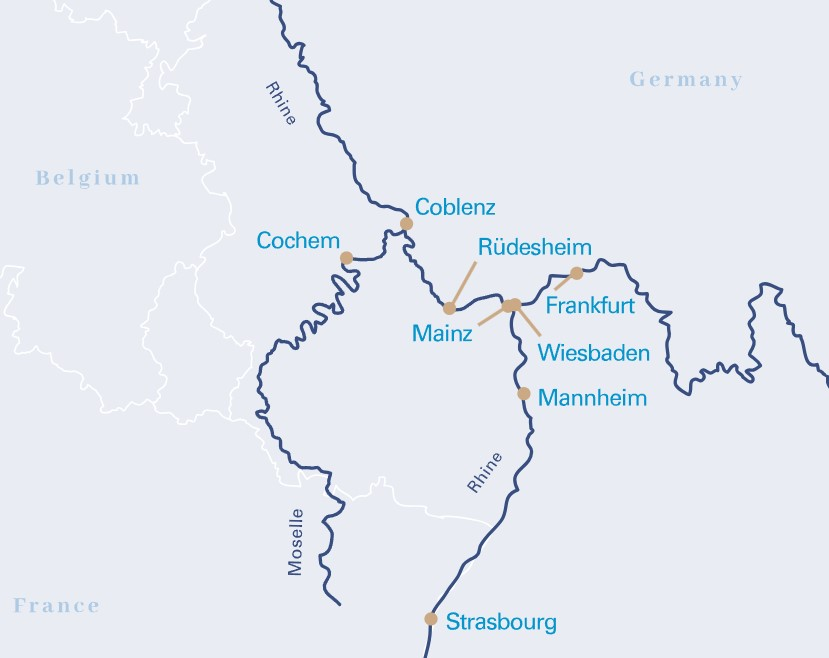 Germany
Rhine
Belgium
Coblenz
Cochem
Rüdesheim
Frankfurt
Mainz
Wiesbaden
Mannheim
Rhine
Moselle
France
Strasbourg